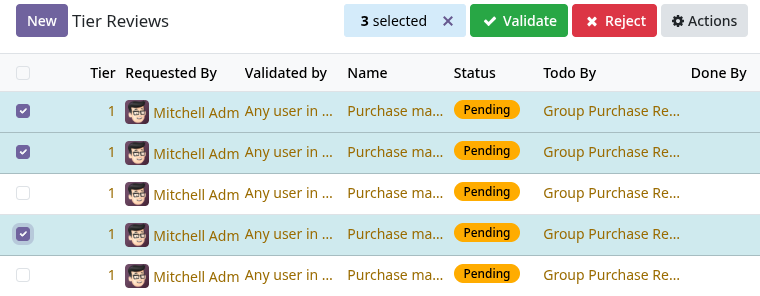 New Tier Reviews 3 selected × Validate Reject Actions
Tier Requested By Validated by Name Status Todo By Done By
1 Mitchell Adm Any user in ... Purchase ma... Pending Group Purchase Re...
1 Mitchell Adm Any user in ... Purchase ma... Pending Group Purchase Re...
1 Mitchell Adm Any user in ... Purchase ma... Pending Group Purchase Re...
1 Mitchell Adm Any user in ... Purchase ma... Pending Group Purchase Re...
1 Mitchell Adm Any user in ... Purchase ma... Pending Group Purchase Re...